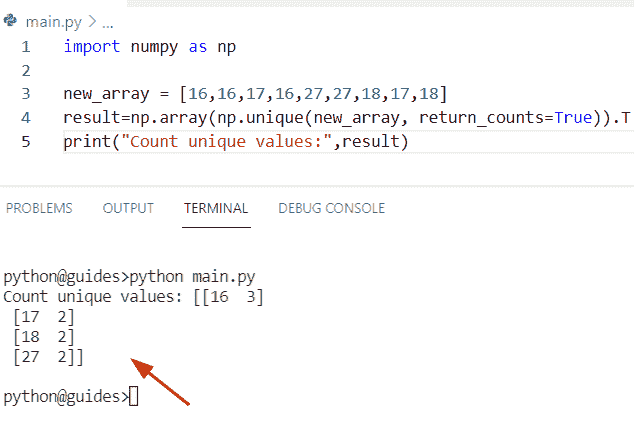 main.py > ...
1 import numpy as np
2
3 new_array = [16,16,17,16,27,27,18,17,18]
4 result=np.array(np.unique(new_array, return_counts=True)).T
5 print("Count unique values:",result)
PROBLEMS OUTPUT TERMINAL DEBUG CONSOLE
python@guides>python main.py
Count unique values: [[16  3]
 [17  2]
 [18  2]
 [27  2]]
python@guides>